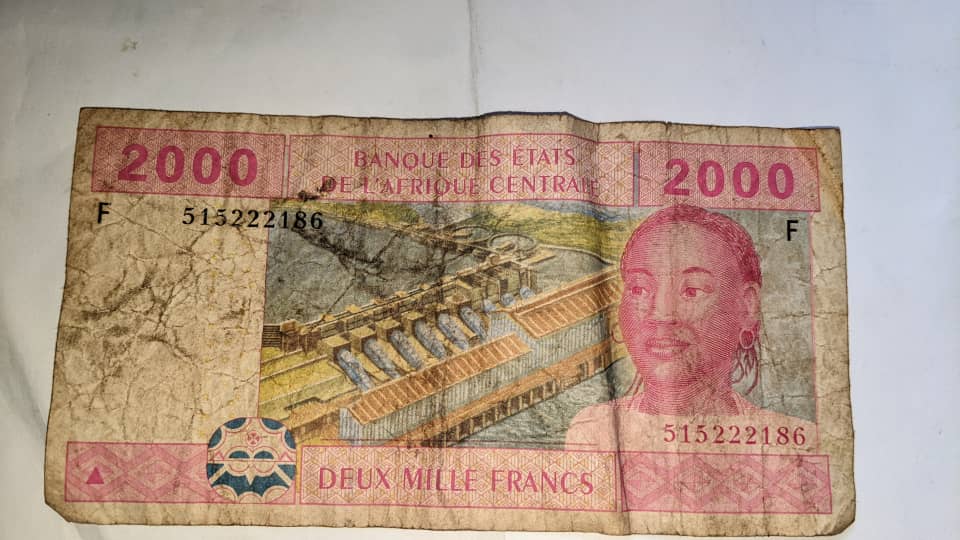 2000
BANQUE DES ÉTATS
DE L'AFRIQUE CENTRALE
2000
F
515222186
F
515222186
DEUX MILLE FRANCS